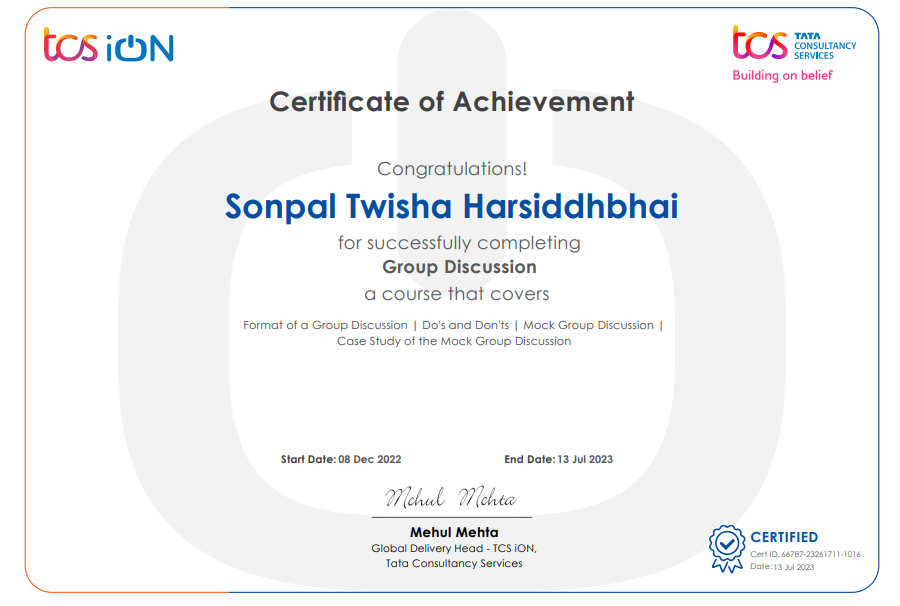 tcs iON
tcs TATA
CONSULTANCY
SERVICES
Building on belief
Certificate of Achievement
Congratulations!
Sonpal Twisha Harsiddhbhai
for successfully completing
Group Discussion
a course that covers
Format of a Group Discussion | Do's and Don'ts | Mock Group Discussion |
Case Study of the Mock Group Discussion
Start Date: 08 Dec 2022 End Date: 13 Jul 2023
Mehul Mehta
Mehul Mehta
Global Delivery Head - TCS iON,
Tata Consultancy Services
CERTIFIED
Cert ID: 66787-23261711-1016
Date: 13 Jul 2023